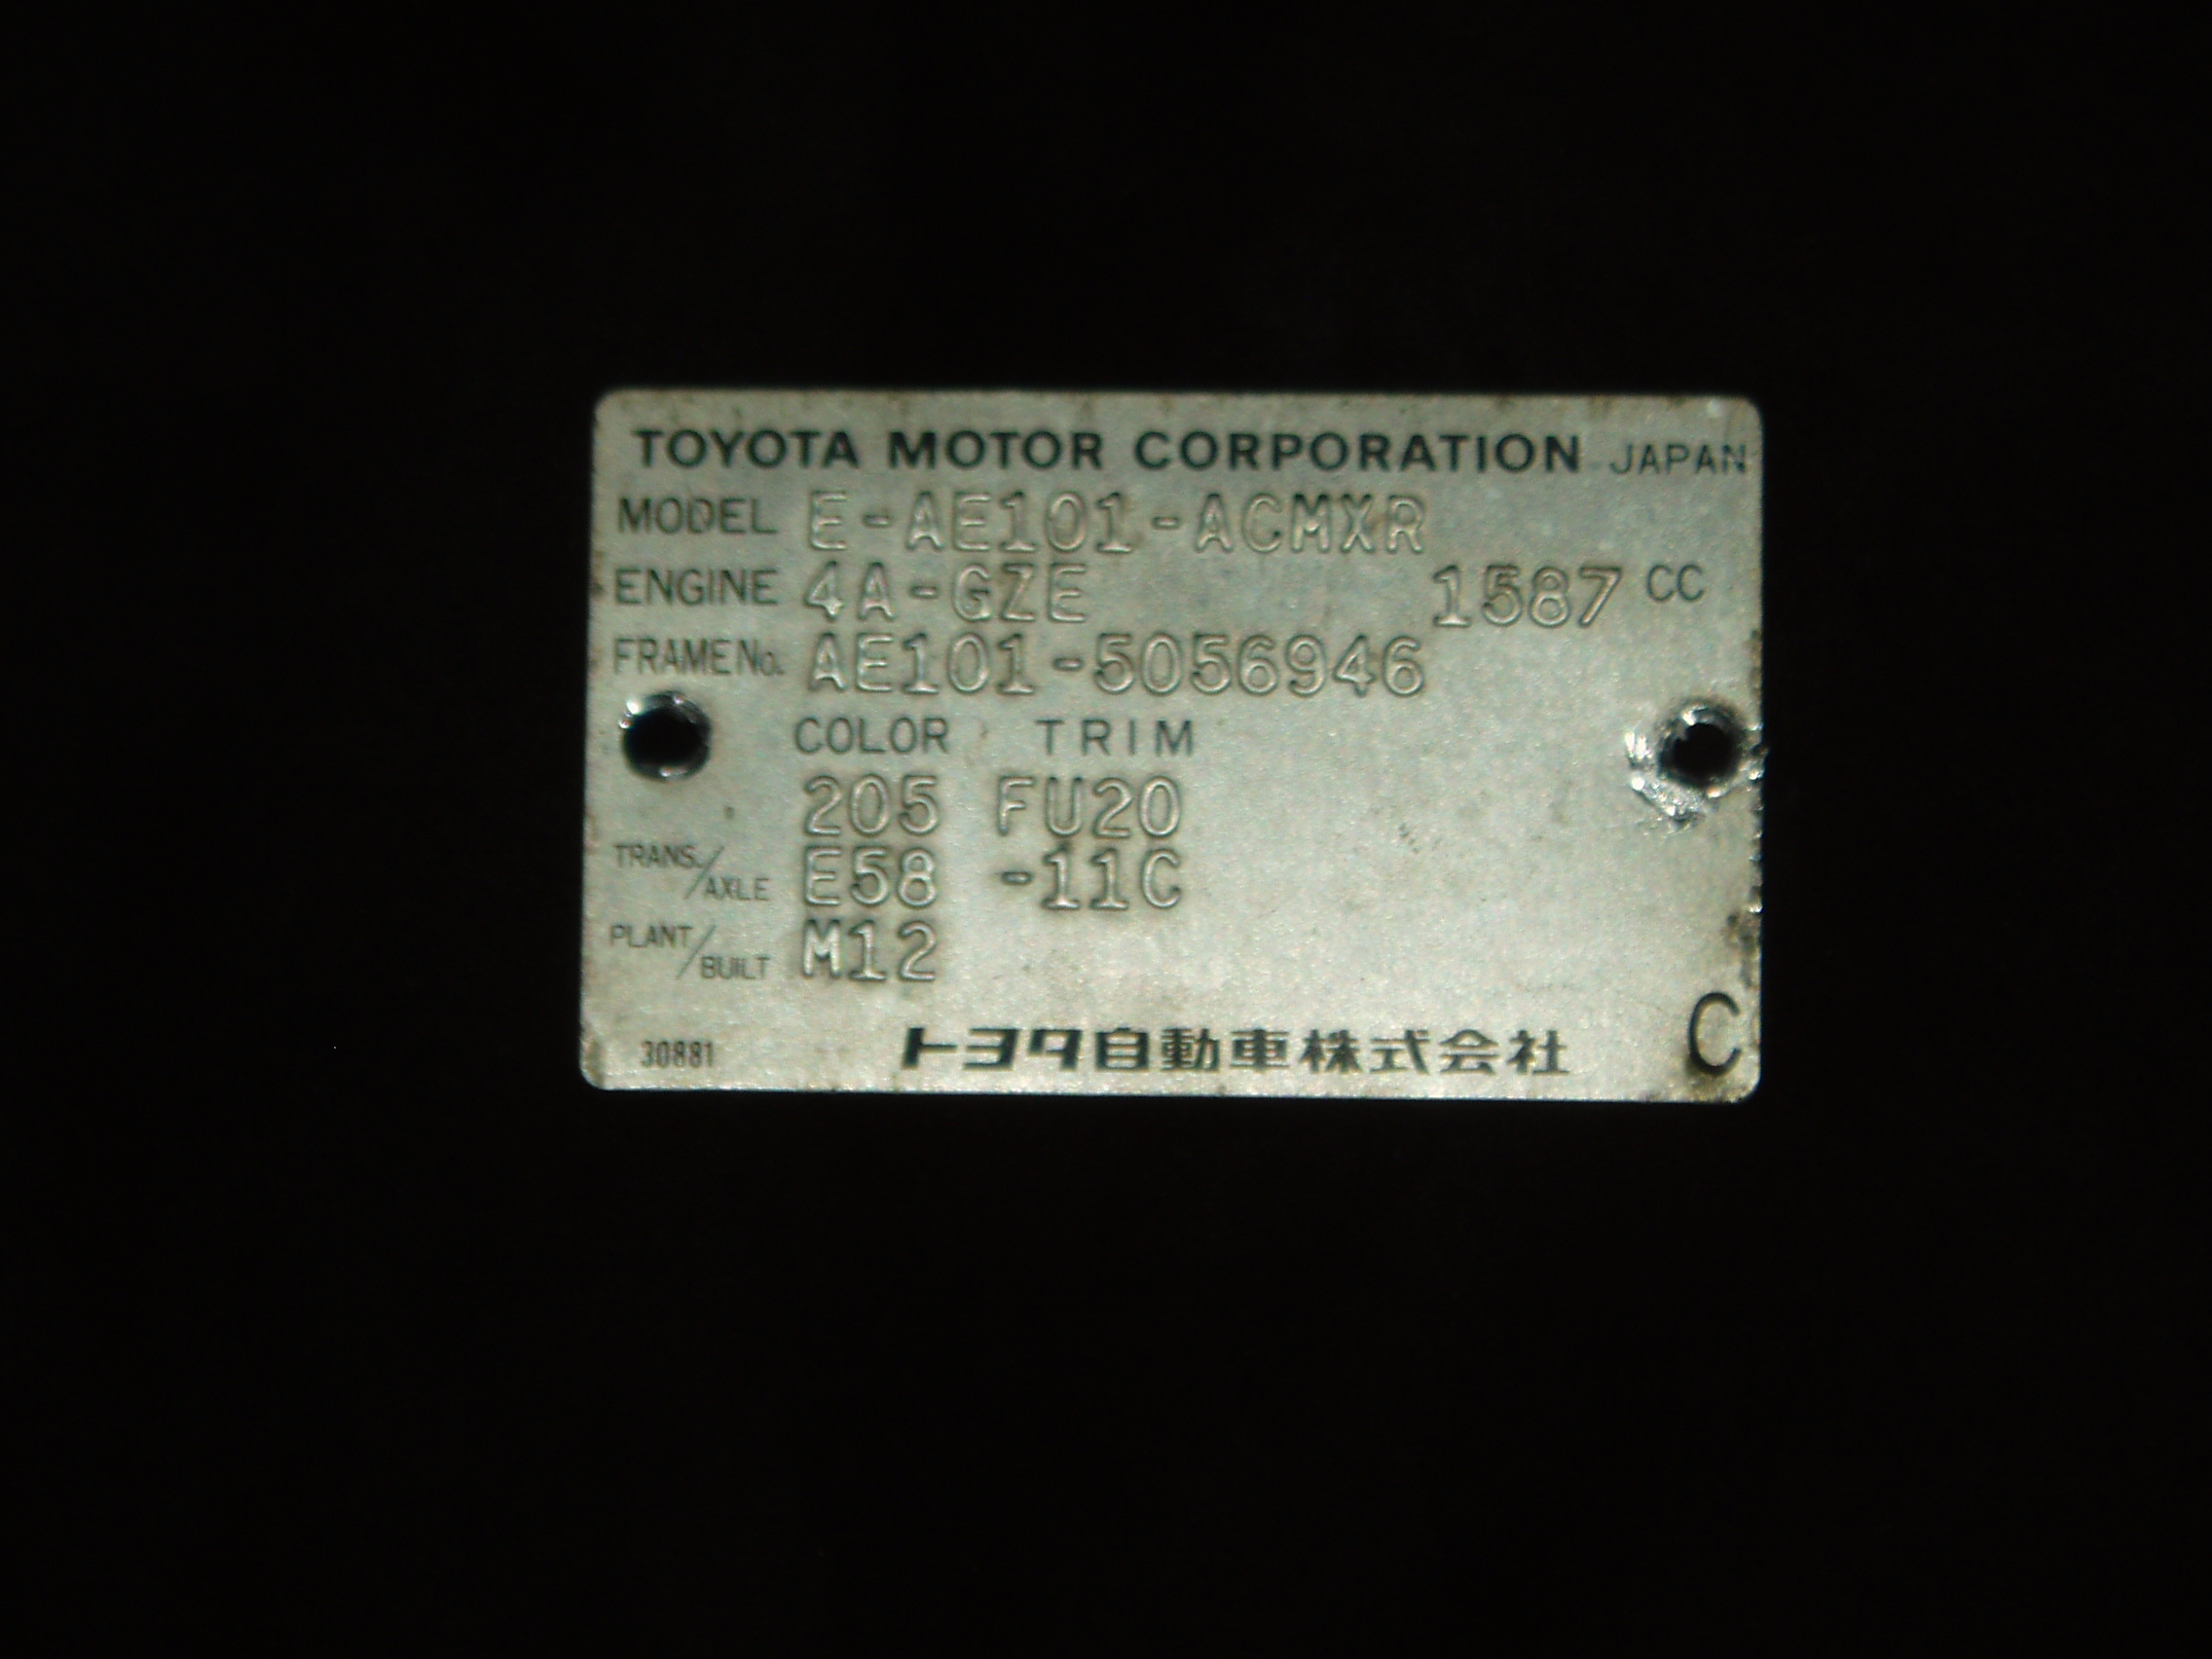 TOYOTA MOTOR CORPORATION JAPAN
MODEL E-AE101-ACMXR
ENGINE 4A-GZE 1587 CC
FRAME No. AE101-5056946
COLOR TRIM
205 FU20
TRANS./AXLE E58 -11C
PLANT/BUILT M12
30881 トヨタ自動車株式会社 C